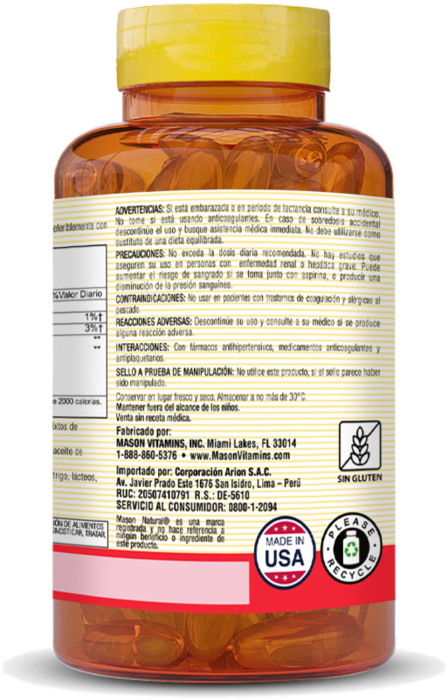 ADVERTENCIAS: Si está embarazada o en periodo de lactancia consulte a su médico.
No tome si está usando anticoagulantes. En caso de sobredosis accidental
descontinúe el uso y busque asistencia médica inmediata. No debe utilizarse como
sustituto de una dieta equilibrada.
PRECAUCIONES: No exceda la dosis diaria recomendada. No hay estudios que
aseguren su uso en personas con enfermedad renal o hepática grave. Puede
aumentar el riesgo de sangrado si se toma junto con aspirina, o producir una
disminución de la presión sanguínea.
CONTRAINDICACIONES: No usar en pacientes con trastornos de coagulación y alérgicos al
pescado.
REACCIONES ADVERSAS: Descontinúe su uso y consulte a su médico si se produce
alguna reacción adversa.
INTERACCIONES: Con fármacos antihipertensivos, medicamentos anticoagulantes y
antiplaquetarios.
SELLO A PRUEBA DE MANIPULACIÓN: No utilice este producto, si el sello parece haber
sido manipulado.
Conservar en lugar fresco y seco. Almacenar a no más de 30°C.
Mantener fuera del alcance de los niños.
Venta sin receta médica.
Fabricado por:
MASON VITAMINS, INC. Miami Lakes, FL 33014
1-888-860-5376 • www.MasonVitamins.com
Importado por: Corporación Arion S.A.C.
Av. Javier Prado Este 1676 San Isidro, Lima – Perú
RUC: 20507410791 R.S.: DE-5610
SERVICIO AL CONSUMIDOR: 0800-1-2094
Mason Natural® es una marca
registrada y no hace referencia a
ningún beneficio o ingrediente de
este producto.
con
%Valor Diario
1%†
3%†
**
**
2000 calorías.
de
aceite de
trigo, lácteos,
DE ALIMENTOS
TRATAR,
SIN GLUTEN
MADE IN
USA
PLEASE
RECYCLE